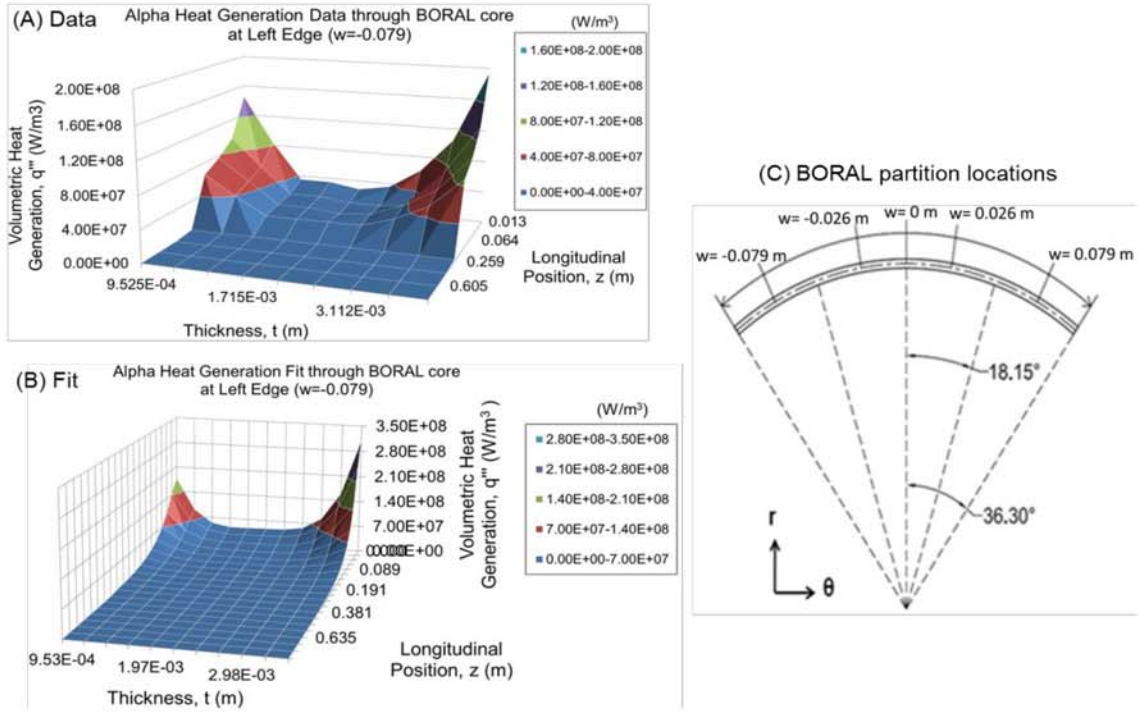 (A) Data
Alpha Heat Generation Data through BORAL core
at Left Edge (w=-0.079)
(W/m³)
1.60E+08-2.00E+08
1.20E+08-1.60E+08
8.00E+07-1.20E+08
4.00E+07-8.00E+07
0.00E+00-4.00E+07
Volumetric Heat
Generation, q''' (W/m3)
2.00E+08
1.60E+08
1.20E+08
8.00E+07
4.00E+07
0.00E+00
9.525E-04
1.715E-03
3.112E-03
Thickness, t (m)
0.013
0.064
0.259
0.605
Longitudinal
Position, z (m)
(B) Fit
Alpha Heat Generation Fit through BORAL core
at Left Edge (w=-0.079)
(W/m³)
2.80E+08-3.50E+08
2.10E+08-2.80E+08
1.40E+08-2.10E+08
7.00E+07-1.40E+08
0.00E+00-7.00E+07
3.50E+08
2.80E+08
2.10E+08
1.40E+08
7.00E+07
0.00E+00
Volumetric Heat
Generation, q''' (W/m³)
0.089
0.191
0.381
0.635
Longitudinal
Position, z (m)
9.53E-04
1.97E-03
2.98E-03
Thickness, t (m)
(C) BORAL partition locations
w= -0.026 m
w= 0 m
w= 0.026 m
w= -0.079 m
w= 0.079 m
18.15°
36.30°
r
θ